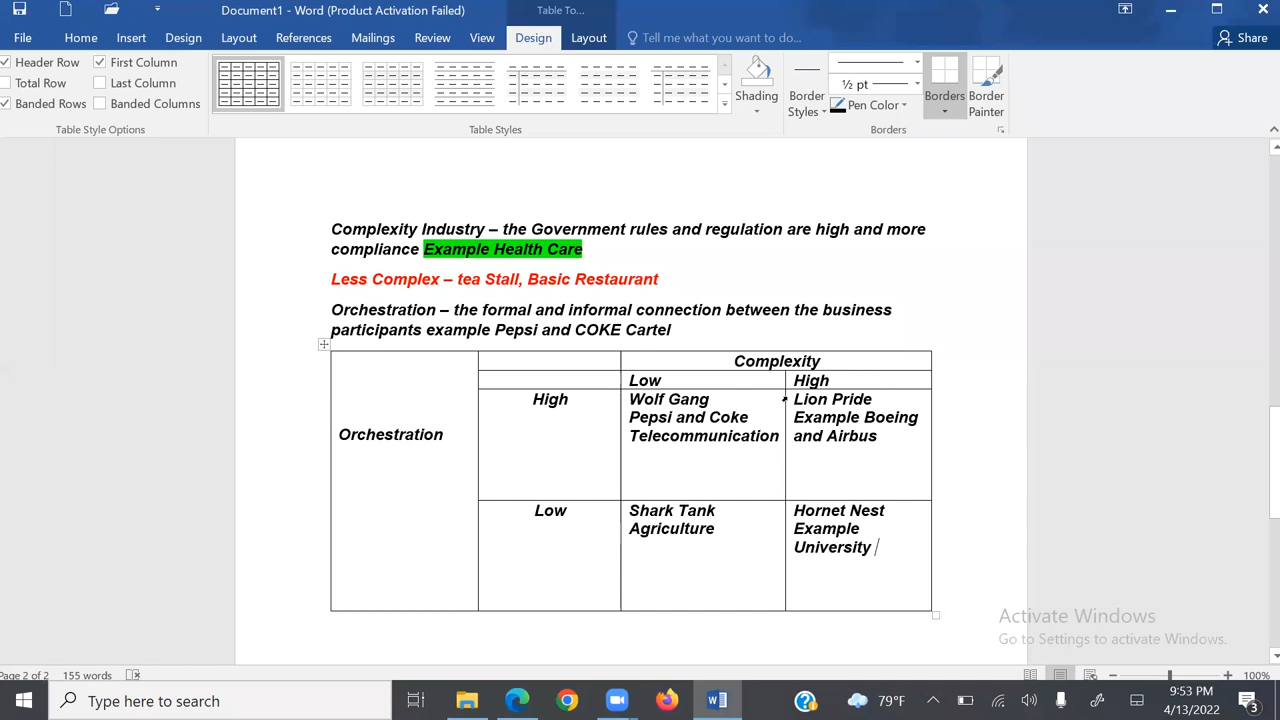 Document1 - Word (Product Activation Failed)
Table To...
File Home Insert Design Layout References Mailings Review View Design Layout Tell me what you want to do... Share
Header Row First Column
Total Row Last Column
Banded Rows Banded Columns
Table Style Options
Table Styles
Shading
Border Styles
½ pt
Pen Color
Borders
Border Painter
Borders
Complexity Industry – the Government rules and regulation are high and more
compliance Example Health Care
Less Complex – tea Stall, Basic Restaurant
Orchestration – the formal and informal connection between the business
participants example Pepsi and COKE Cartel
Complexity
Low High
Orchestration
High
Wolf Gang
Pepsi and Coke
Telecommunication
Lion Pride
Example Boeing
and Airbus
Low
Shark Tank
Agriculture
Hornet Nest
Example
University
Activate Windows
Go to Settings to activate Windows.
Page 2 of 2 155 words
100%
Type here to search
79°F
9:53 PM
4/13/2022
3